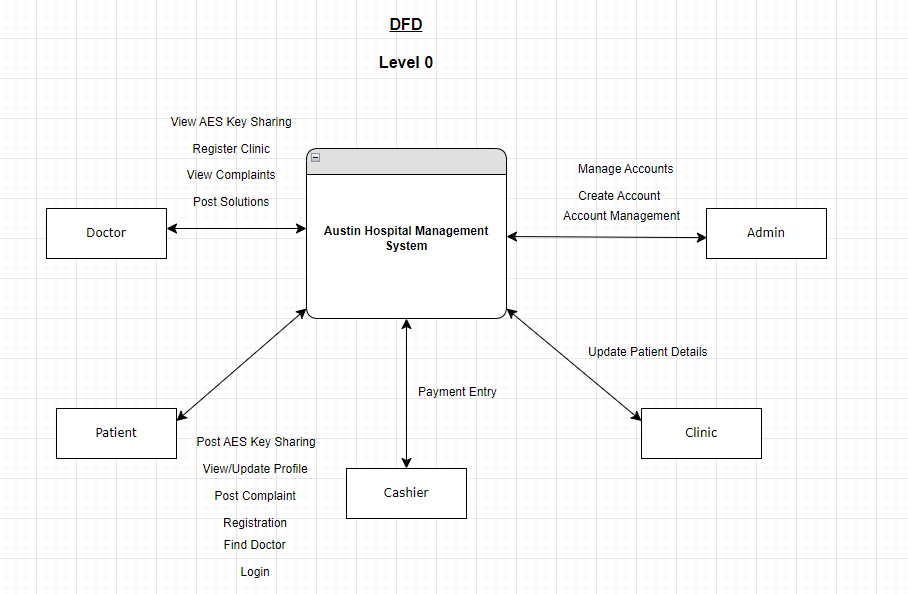 DFD
Level 0
View AES Key Sharing
Register Clinic
View Complaints
Post Solutions
Manage Accounts
Create Account
Account Management
Doctor
Austin Hospital Management
System
Admin
Update Patient Details
Payment Entry
Patient
Clinic
Post AES Key Sharing
View/Update Profile
Post Complaint
Registration
Find Doctor
Login
Cashier